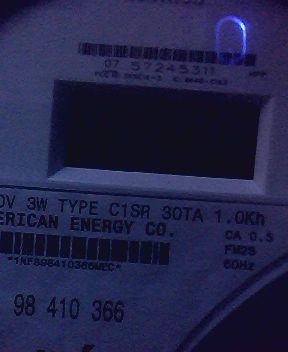 07 57245311
0V 3W TYPE C1SR 30TA 1.0Kh
ERICAN ENERGY CO.
CA 0.5
FM2S
60Hz
*1NF898410366MEC*
98 410 366